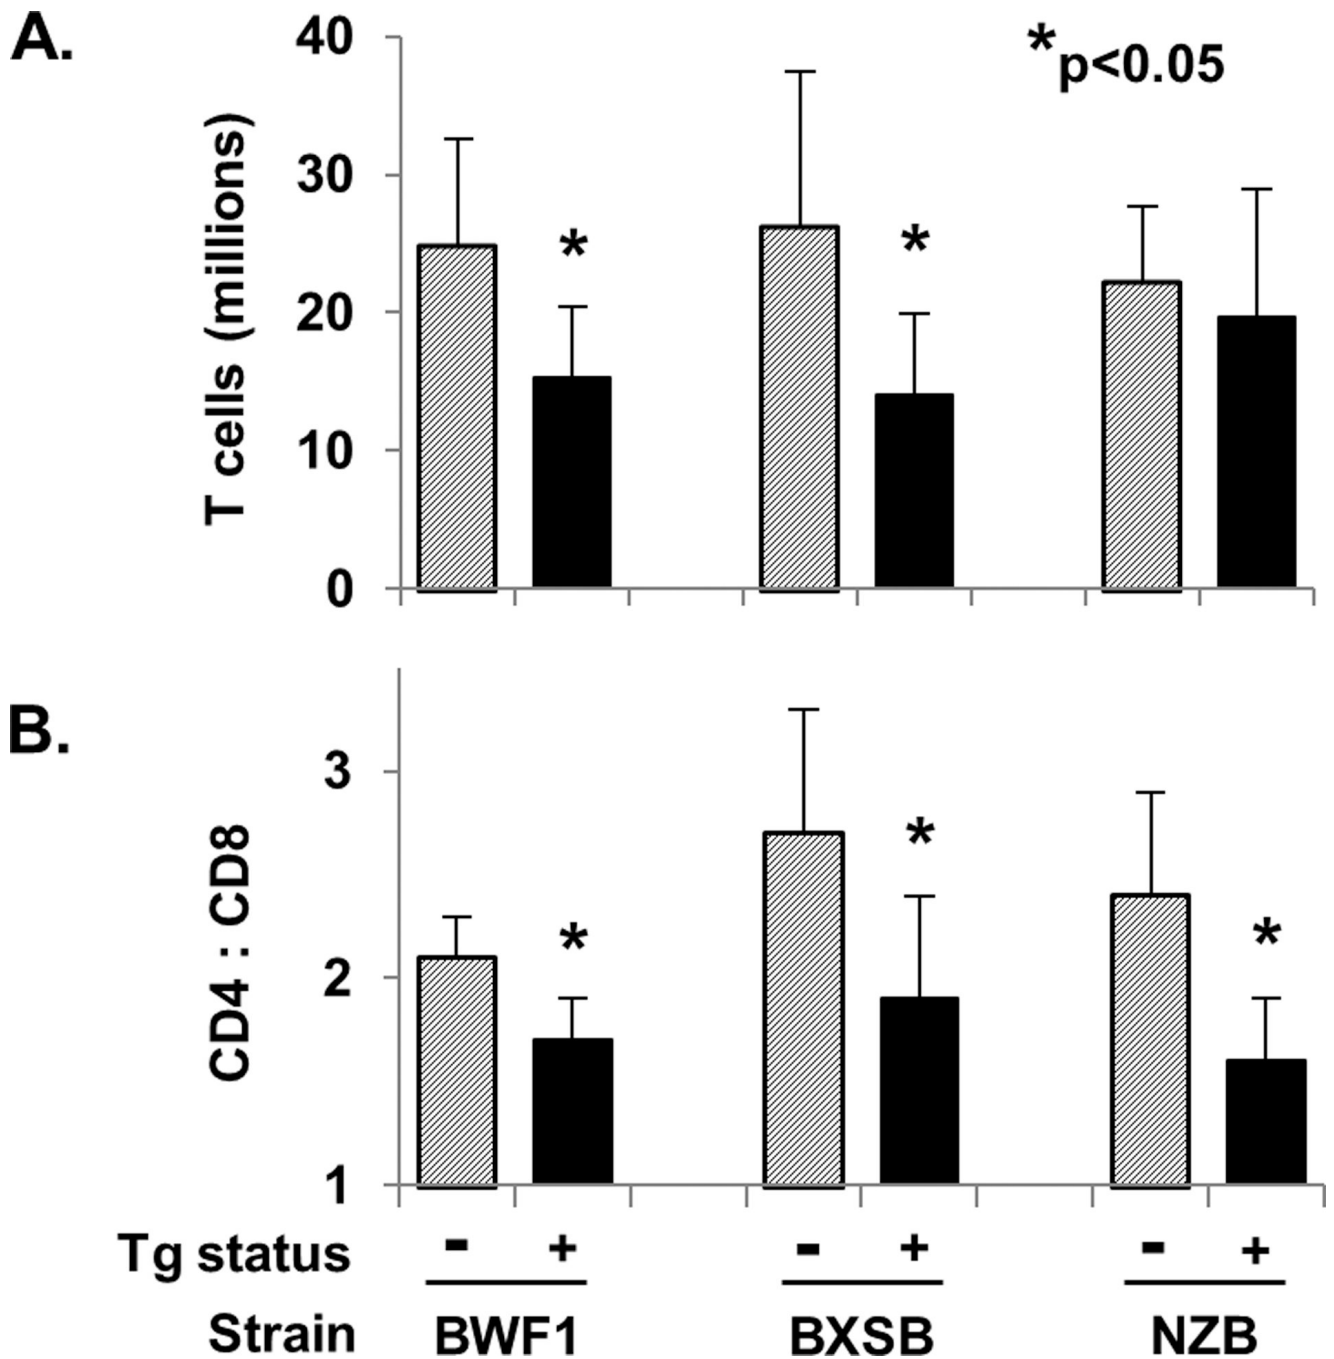 A.
*p<0.05
T cells (millions)
40
30
20
10
0
*
*
B.
CD4 : CD8
3
2
1
*
*
*
Tg status - + - + - +
Strain BWF1 BXSB NZB